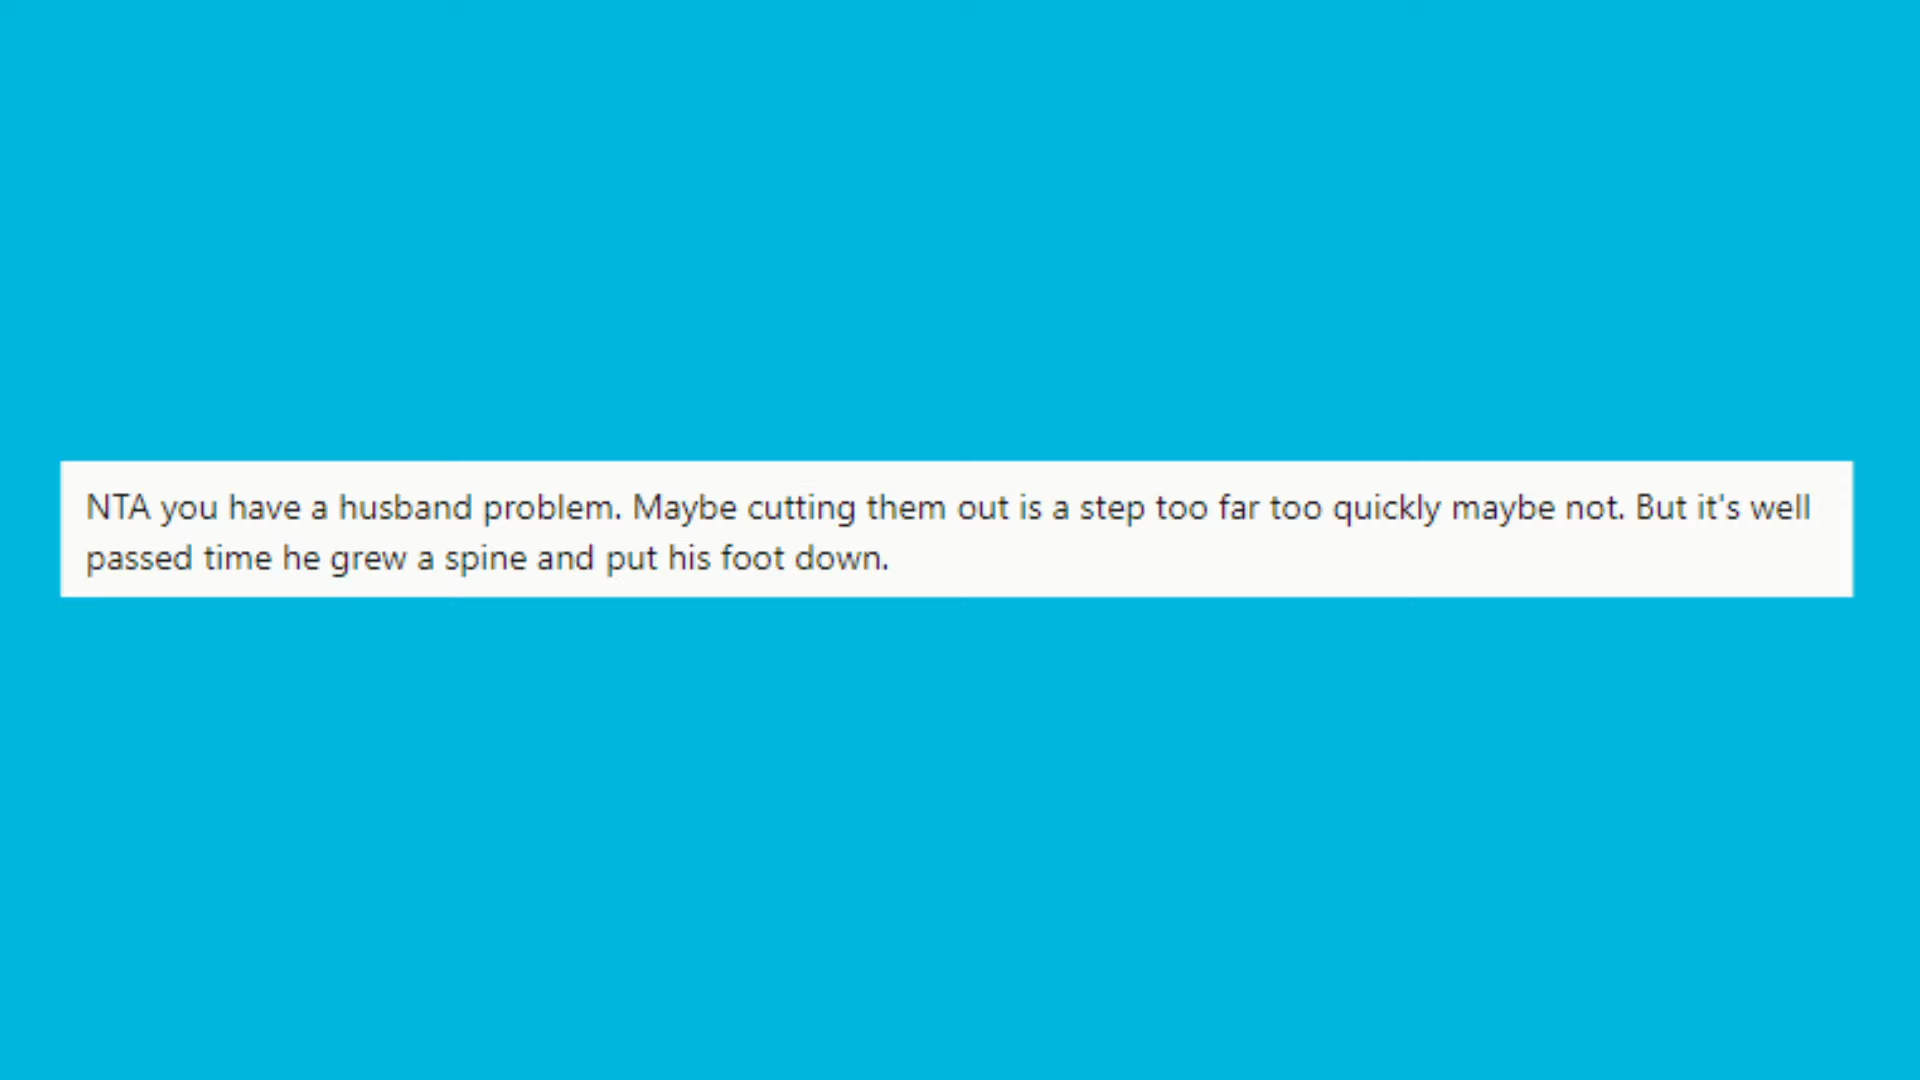 NTA you have a husband problem. Maybe cutting them out is a step too far too quickly maybe not. But it's well
passed time he grew a spine and put his foot down.